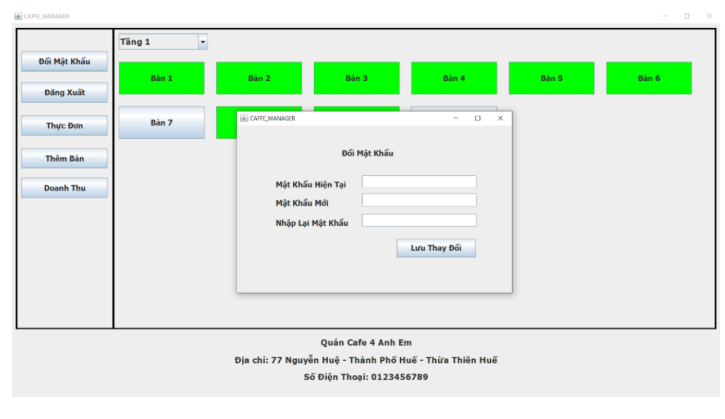 CAFFE_MANAGER
Tầng 1
Đổi Mật Khẩu
Đăng Xuất
Thực Đơn
Thêm Bàn
Doanh Thu
Bàn 1
Bàn 2
Bàn 3
Bàn 4
Bàn 5
Bàn 6
Bàn 7
CAFFE_MANAGER
Đổi Mật Khẩu
Mật Khẩu Hiện Tại
Mật Khẩu Mới
Nhập Lại Mật Khẩu
Lưu Thay Đổi
Quán Cafe 4 Anh Em
Địa chỉ: 77 Nguyễn Huệ - Thành Phố Huế - Thừa Thiên Huế
Số Điện Thoại: 0123456789